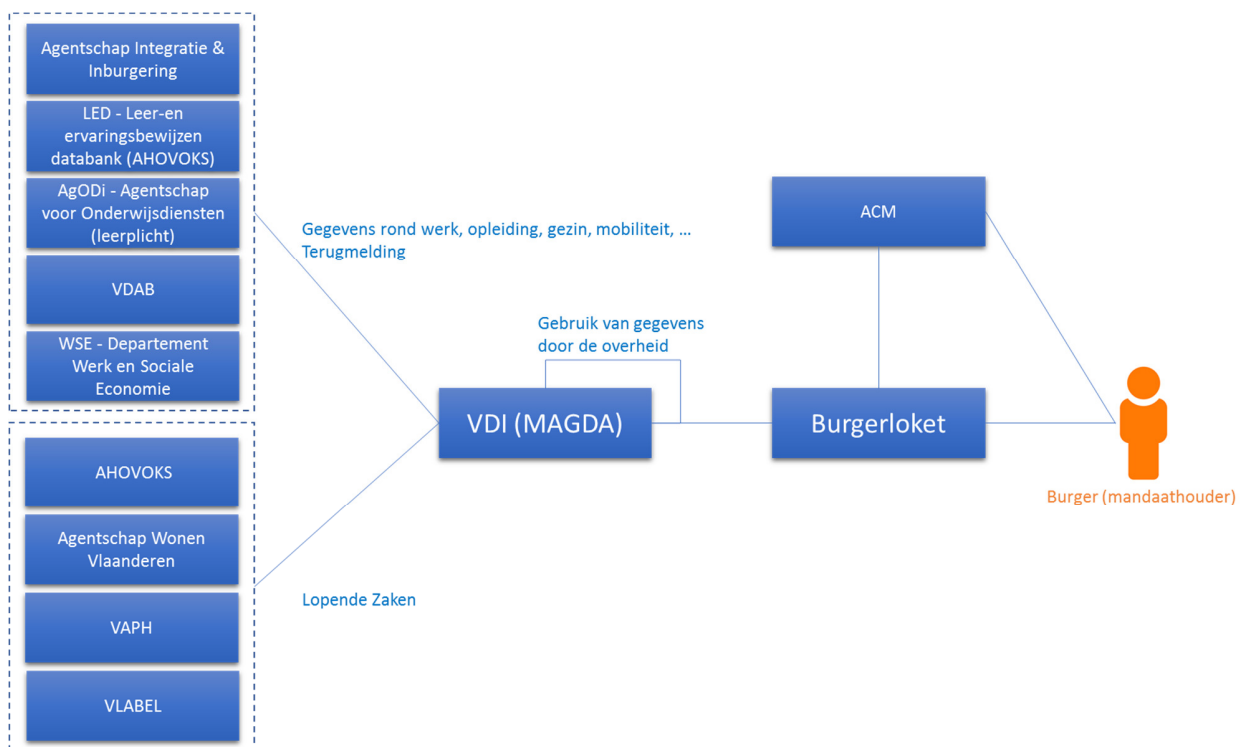 Agentschap Integratie &
Inburgering
LED - Leer-en
ervaringsbewijzen
databank (AHOVOKS)
AgODi - Agentschap
voor Onderwijsdiensten
(leerplicht)
VDAB
WSE - Departement
Werk en Sociale
Economie
AHOVOKS
Agentschap Wonen
Vlaanderen
VAPH
VLABEL
Gegevens rond werk, opleiding, gezin, mobiliteit, ...
Terugmelding
Lopende Zaken
Gebruik van gegevens
door de overheid
VDI (MAGDA)
ACM
Burgerloket
Burger (mandaathouder)